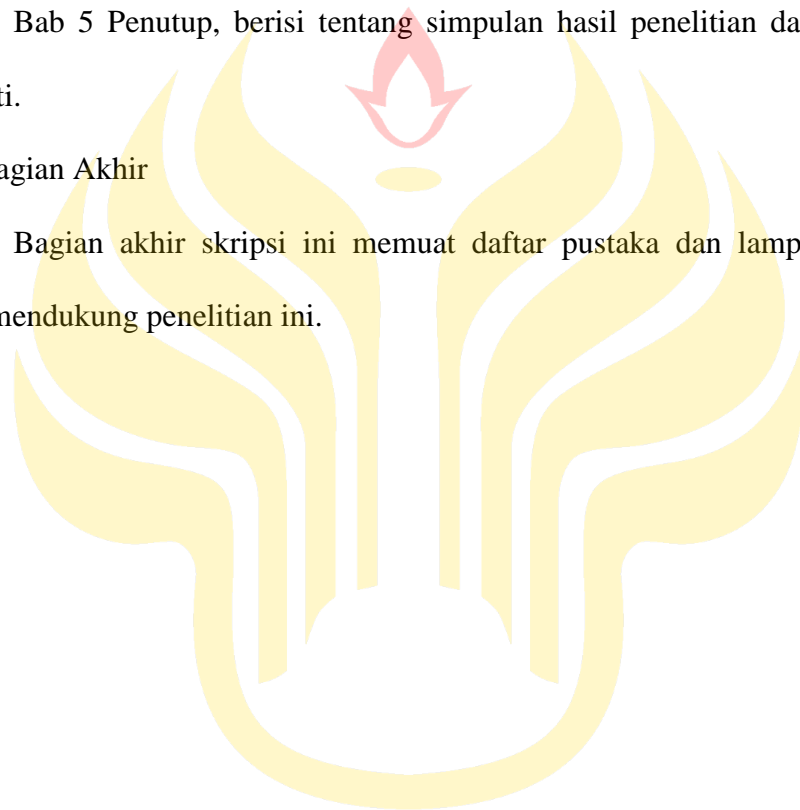 Bab 5 Penutup, berisi tentang simpulan hasil penelitian da
ti.
agian Akhir
Bagian akhir skripsi ini memuat daftar pustaka dan lamp
mendukung penelitian ini.